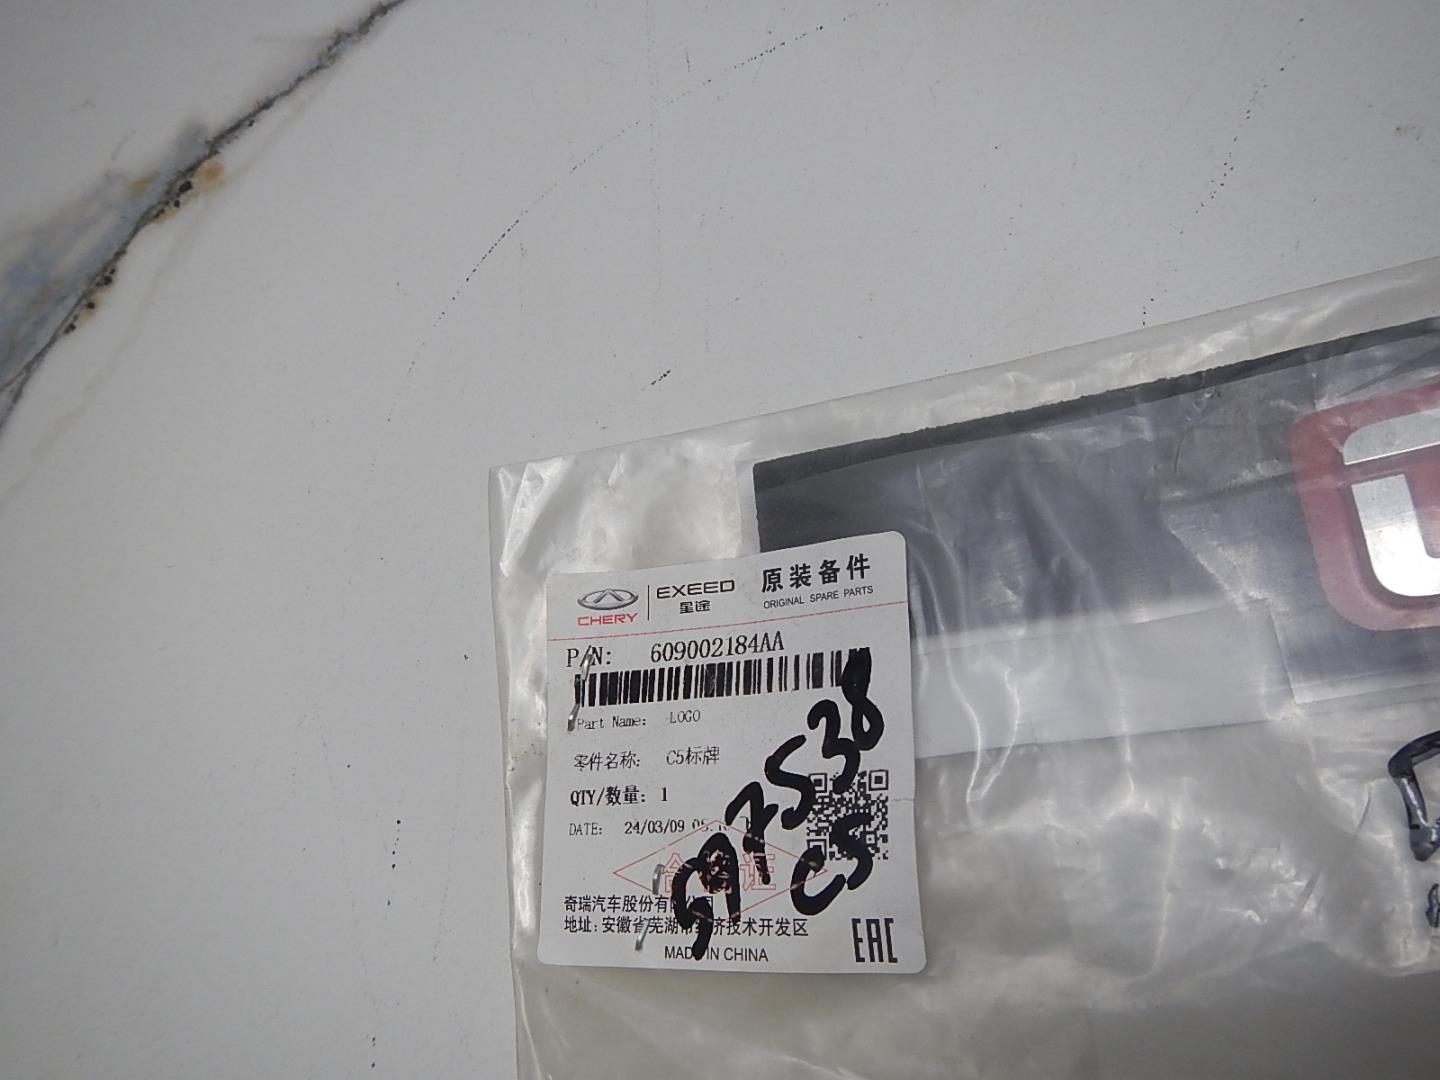 CHERY
EXEED
星途
原装备件
ORIGINAL SPARE PARTS
P/N: 609002184AA
Part Name: LOGO
零件名称: C5标牌
QTY/数量: 1
DATE: 24/03/09
97538
C5
合格证
奇瑞汽车股份有限公司
地址:安徽省芜湖市经济技术开发区
MADE IN CHINA
EAC